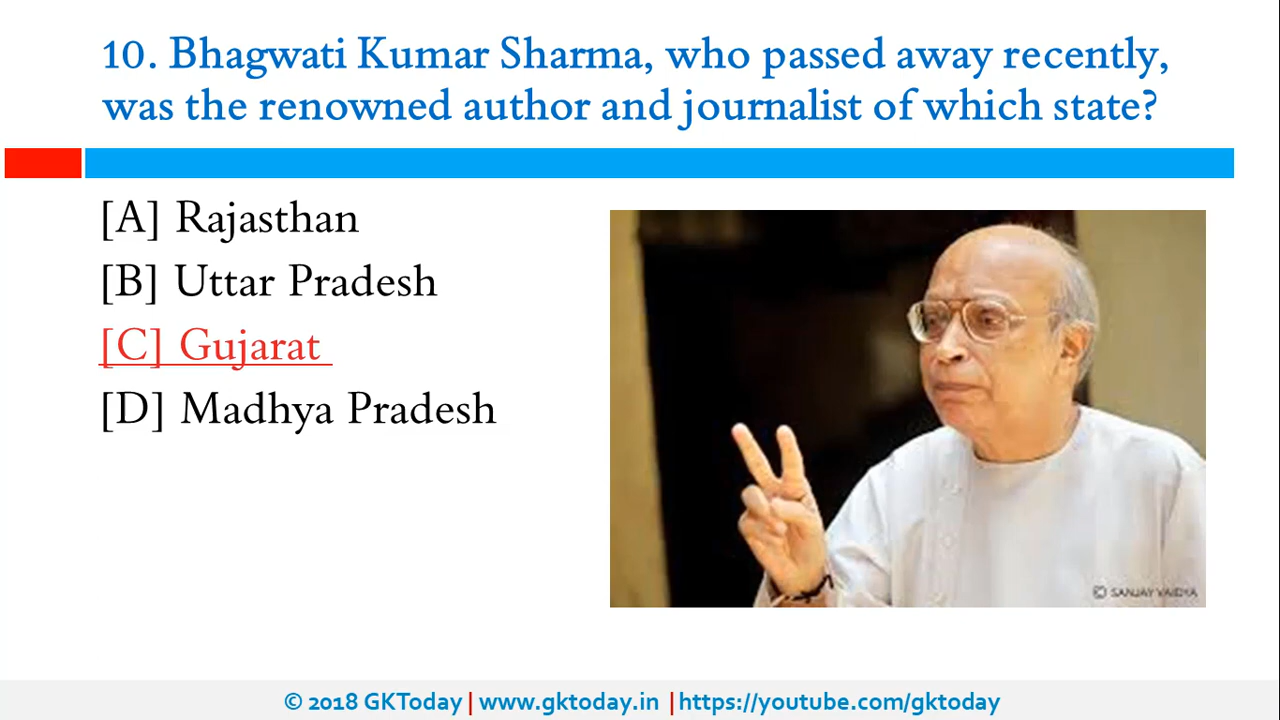 10. Bhagwati Kumar Sharma, who passed away recently,
was the renowned author and journalist of which state?
[A] Rajasthan
[B] Uttar Pradesh
[C] Gujarat
[D] Madhya Pradesh
© SANJAY VAIDYA
© 2018 GKToday | www.gktoday.in | https://youtube.com/gktoday